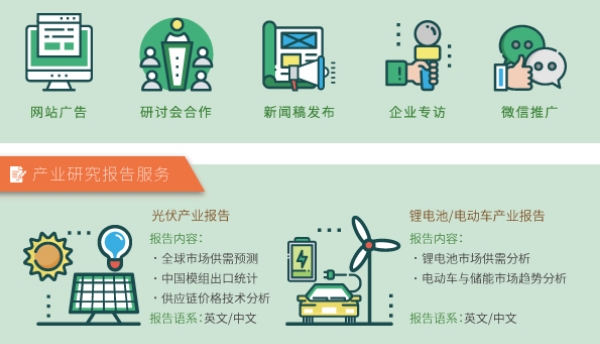 网站广告
研讨会合作
新闻稿发布
企业专访
微信推广
产业研究报告服务
光伏产业报告
报告内容:
·全球市场供需预测
·中国模组出口统计
·供应链价格技术分析
报告语系:英文/中文
锂电池/电动车产业报告
报告内容:
·锂电池市场供需分析
·电动车与储能市场趋势分析
报告语系:英文/中文